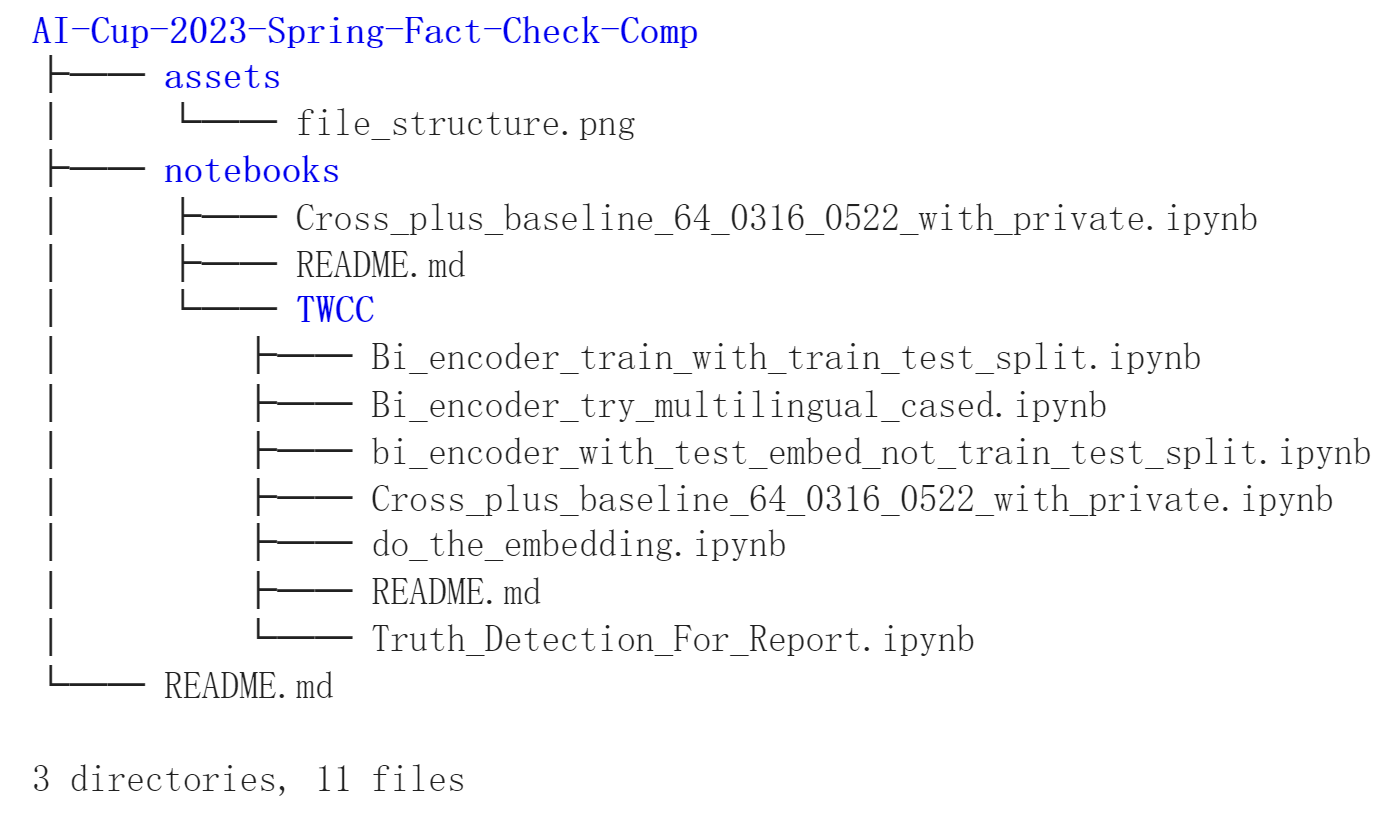 AI-Cup-2023-Spring-Fact-Check-Comp
├──── assets
│     └──── file_structure.png
├──── notebooks
│     ├──── Cross_plus_baseline_64_0316_0522_with_private.ipynb
│     ├──── README.md
│     └──── TWCC
│         ├──── Bi_encoder_train_with_train_test_split.ipynb
│         ├──── Bi_encoder_try_multilingual_cased.ipynb
│         ├──── bi_encoder_with_test_embed_not_train_test_split.ipynb
│         ├──── Cross_plus_baseline_64_0316_0522_with_private.ipynb
│         ├──── do_the_embedding.ipynb
│         ├──── README.md
│         └──── Truth_Detection_For_Report.ipynb
└──── README.md
3 directories, 11 files